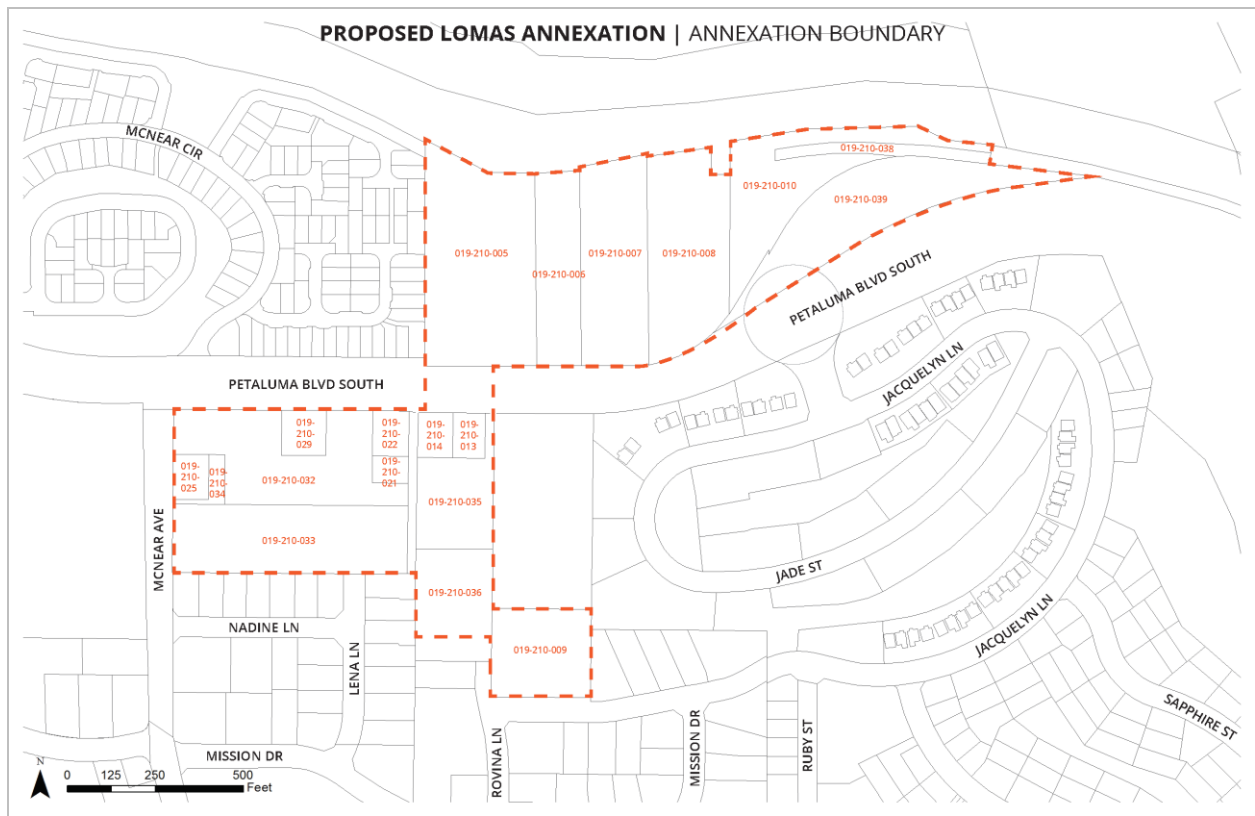 PROPOSED LOMAS ANNEXATION | ANNEXATION BOUNDARY
MCNEAR CIR
019-210-038
019-210-010
019-210-039
019-210-005
019-210-006
019-210-007
019-210-008
PETALUMA BLVD SOUTH
JACQUELYN LN
PETALUMA BLVD SOUTH
019-
210-
029
019-
210-
022
019-
210-
014
019-
210-
013
019-
210-
025
019-
210-
034
019-210-032
019-
210-
021
019-210-035
019-210-033
MCNEAR AVE
019-210-036
JADE ST
NADINE LN
LENA LN
019-210-009
JACQUELYN LN
SAPPHIRE ST
MISSION DR
ROVINA LN
MISSION DR
RUBY ST
N
0 125 250 500
Feet